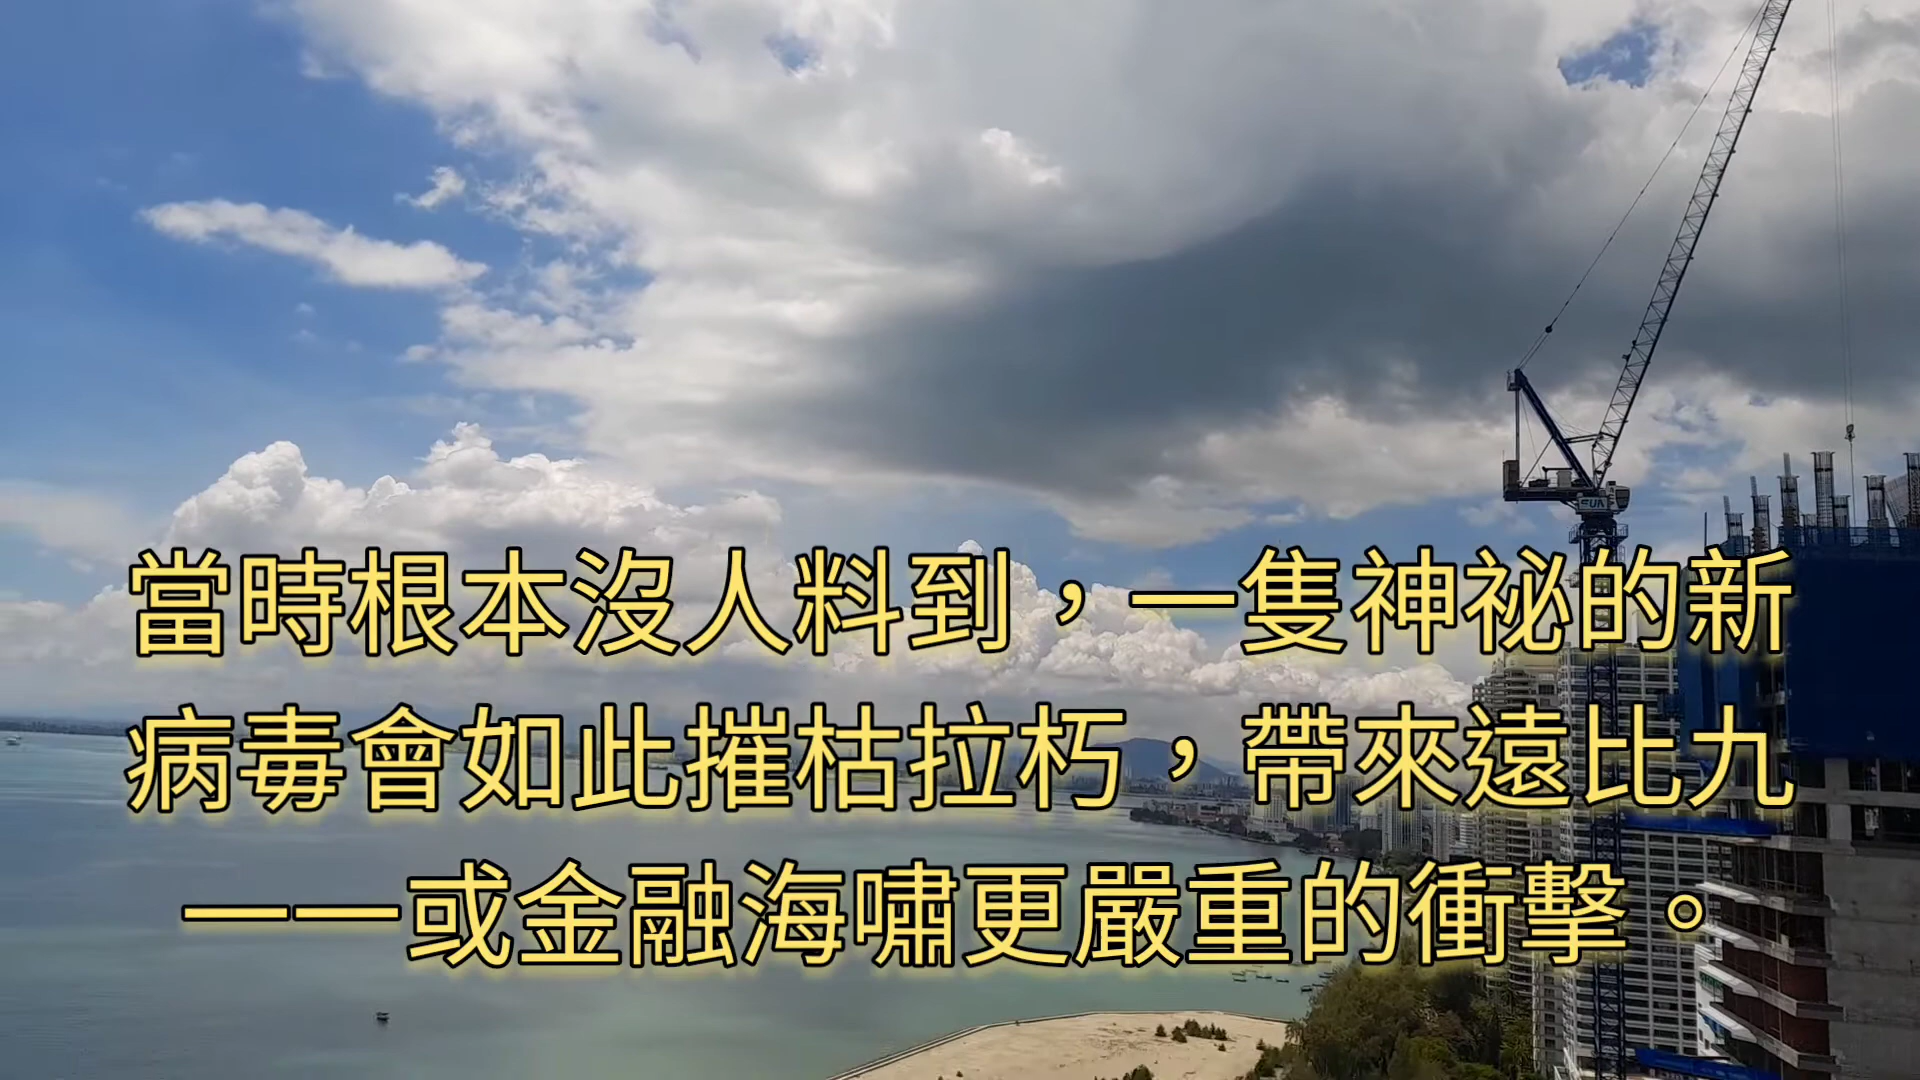 當時根本沒人料到，一隻神祕的新
病毒會如此摧枯拉朽，帶來遠比九
一一或金融海嘯更嚴重的衝擊。